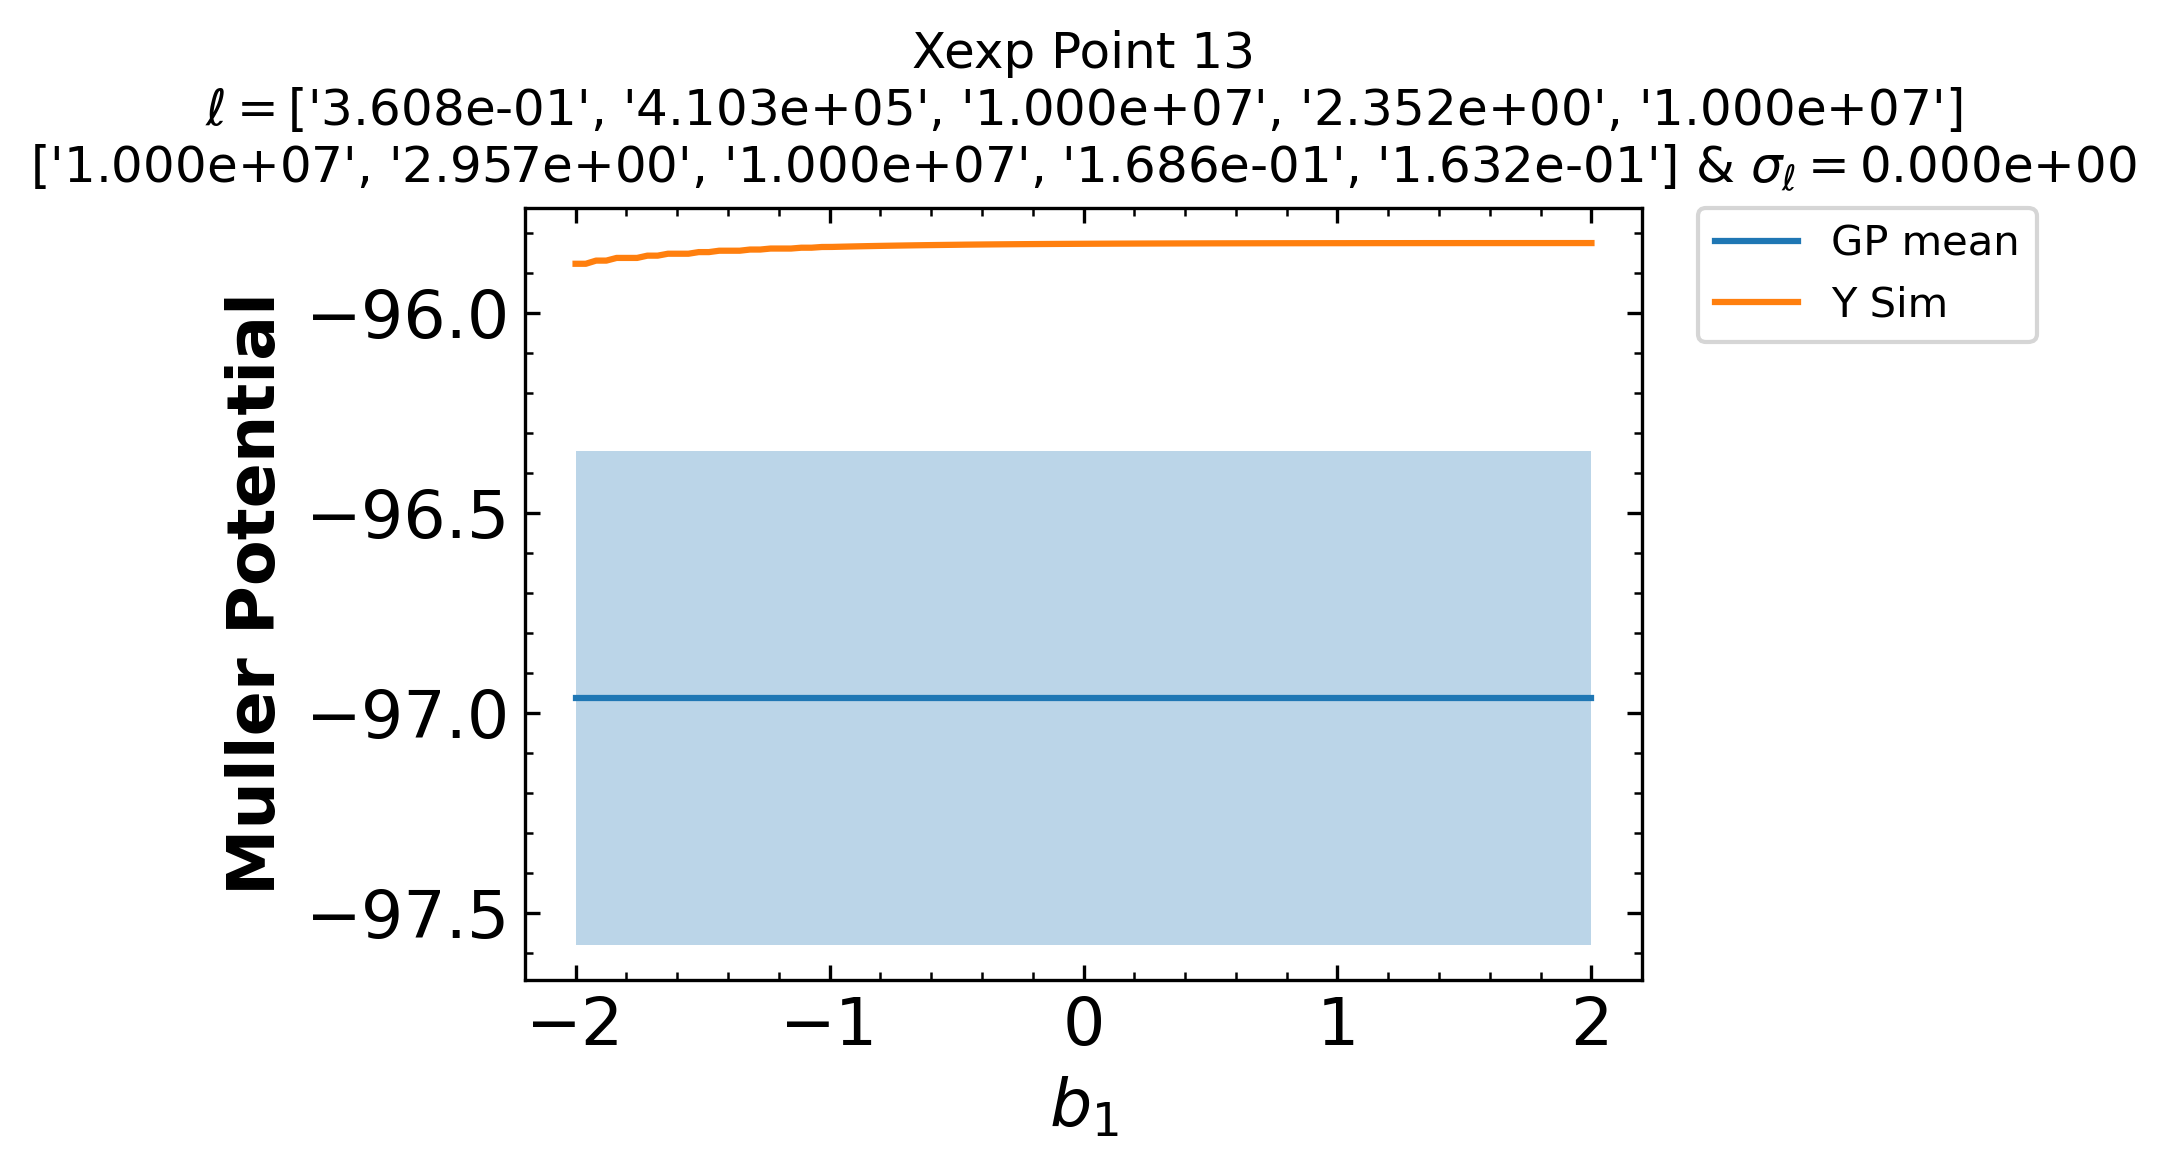 Xexp Point 13
ℓ = ['3.608e-01', '4.103e+05', '1.000e+07', '2.352e+00', '1.000e+07']
['1.000e+07', '2.957e+00', '1.000e+07', '1.686e-01', '1.632e-01'] & σℓ = 0.000e+00
GP mean
Y Sim
Muller Potential
−96.0
−96.5
−97.0
−97.5
−2 −1 0 1 2
b₁